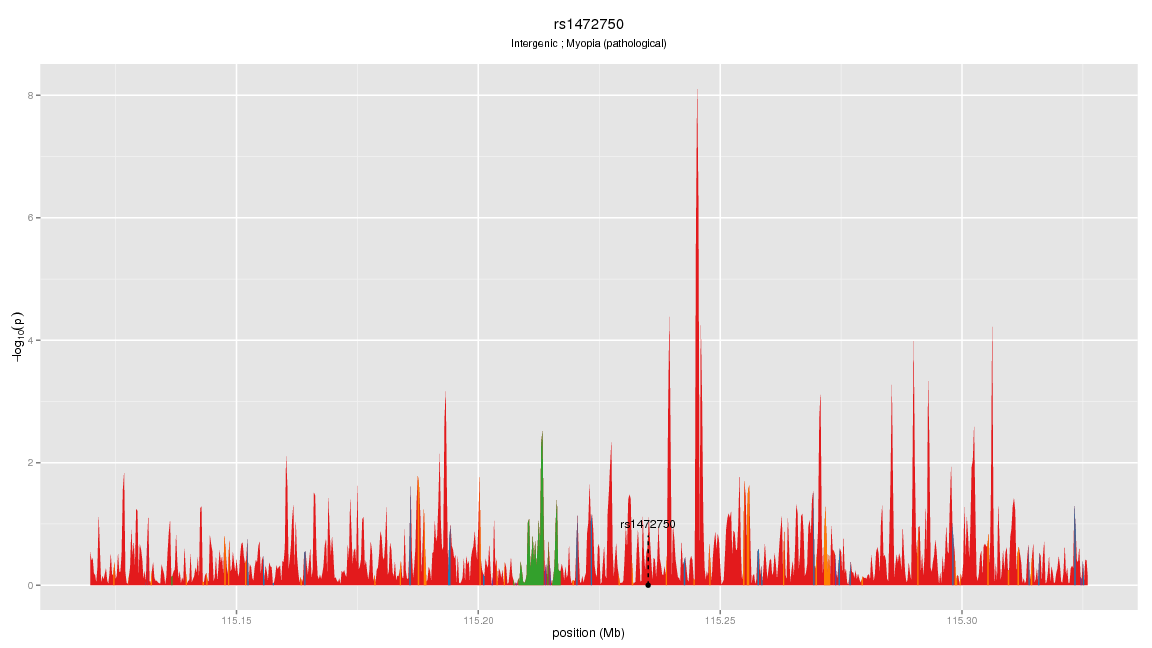 rs1472750
Intergenic ; Myopia (pathological)
8
6
4
2
0
−log10(p)
rs1472750
115.15
115.20
115.25
115.30
position (Mb)